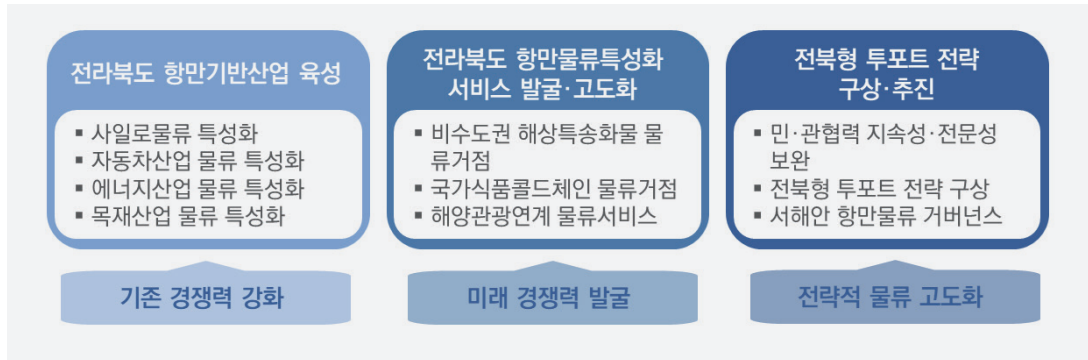 전라북도 항만기반산업 육성
▪ 사일로물류 특성화
▪ 자동차산업 물류 특성화
▪ 에너지산업 물류 특성화
▪ 목재산업 물류 특성화
기존 경쟁력 강화
전라북도 항만물류특성화
서비스 발굴·고도화
▪ 비수도권 해상특송화물 물
류거점
▪ 국가식품콜드체인 물류거점
▪ 해양관광연계 물류서비스
미래 경쟁력 발굴
전북형 투포트 전략
구상·추진
▪ 민·관협력 지속성·전문성
보완
▪ 전북형 투포트 전략 구상
▪ 서해안 항만물류 거버넌스
전략적 물류 고도화